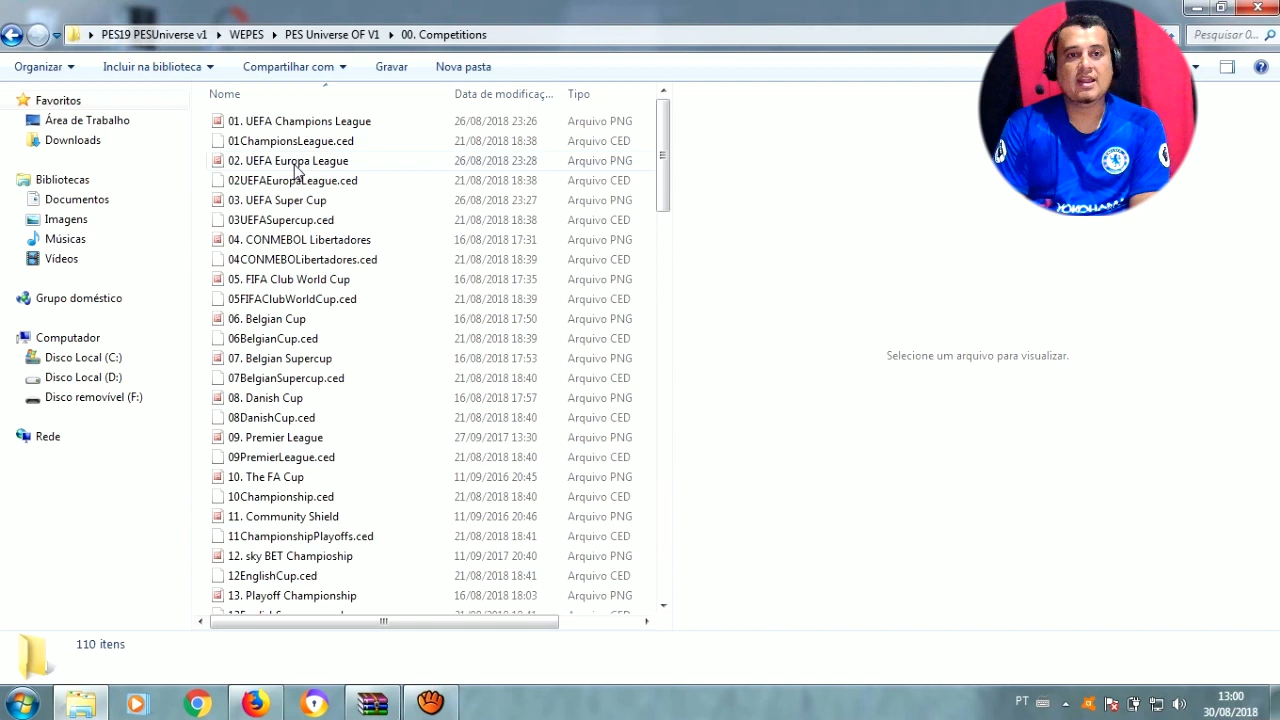 PES19 PESUniverse v1 WEPES PES Universe OF V1 00. Competitions Pesquisar 0...
Organizar Incluir na biblioteca Compartilhar com Gravar Nova pasta
Favoritos
Área de Trabalho
Downloads
Bibliotecas
Documentos
Imagens
Músicas
Vídeos
Grupo doméstico
Computador
Disco Local (C:)
Disco Local (D:)
Disco removível (F:)
Rede
Nome Data de modificaç... Tipo
01. UEFA Champions League 26/08/2018 23:26 Arquivo PNG
01ChampionsLeague.ced 21/08/2018 18:38 Arquivo CED
02. UEFA Europa League 26/08/2018 23:28 Arquivo PNG
02UEFAEuropaLeague.ced 21/08/2018 18:38 Arquivo CED
03. UEFA Super Cup 26/08/2018 23:27 Arquivo PNG
03UEFASupercup.ced 21/08/2018 18:38 Arquivo CED
04. CONMEBOL Libertadores 16/08/2018 17:31 Arquivo PNG
04CONMEBOLibertadores.ced 21/08/2018 18:39 Arquivo CED
05. FIFA Club World Cup 16/08/2018 17:35 Arquivo PNG
05FIFAClubWorldCup.ced 21/08/2018 18:39 Arquivo CED
06. Belgian Cup 16/08/2018 17:50 Arquivo PNG
06BelgianCup.ced 21/08/2018 18:39 Arquivo CED
07. Belgian Supercup 16/08/2018 17:53 Arquivo PNG
07BelgianSupercup.ced 21/08/2018 18:40 Arquivo CED
08. Danish Cup 16/08/2018 17:57 Arquivo PNG
08DanishCup.ced 21/08/2018 18:40 Arquivo CED
09. Premier League 27/09/2017 13:30 Arquivo PNG
09PremierLeague.ced 21/08/2018 18:40 Arquivo CED
10. The FA Cup 11/09/2016 20:45 Arquivo PNG
10Championship.ced 21/08/2018 18:40 Arquivo CED
11. Community Shield 11/09/2016 20:46 Arquivo PNG
11ChampionshipPlayoffs.ced 21/08/2018 18:41 Arquivo CED
12. sky BET Champioship 11/09/2017 20:40 Arquivo PNG
12EnglishCup.ced 21/08/2018 18:41 Arquivo CED
13. Playoff Championship 16/08/2018 18:03 Arquivo PNG
Selecione um arquivo para visualizar.
110 itens
PT
13:00
30/08/2018